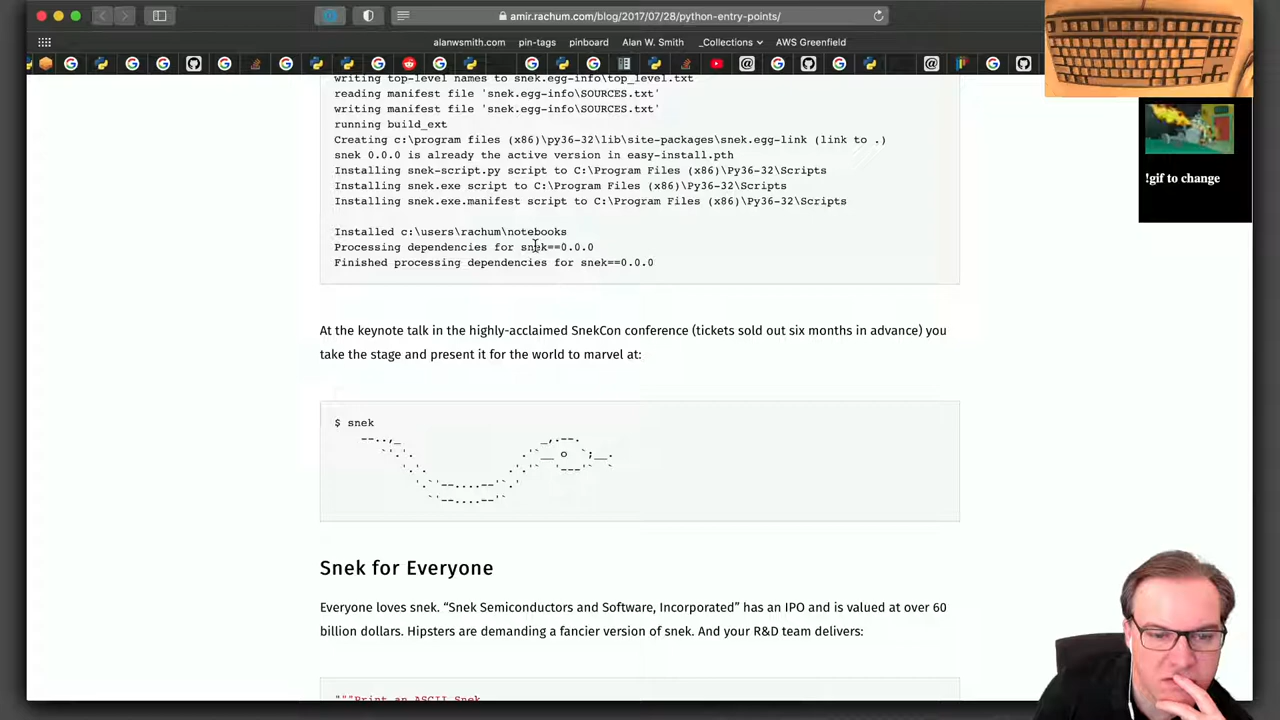 amir.rachum.com/blog/2017/07/28/python-entry-points/
alanwsmith.com pin-tags pinboard Alan W. Smith _Collections AWS Greenfield
writing top-level names to snek.egg-info\top_level.txt
reading manifest file 'snek.egg-info\SOURCES.txt'
writing manifest file 'snek.egg-info\SOURCES.txt'
running build_ext
Creating c:\program files (x86)\py36-32\lib\site-packages\snek.egg-link (link to .)
snek 0.0.0 is already the active version in easy-install.pth
Installing snek-script.py script to C:\Program Files (x86)\Py36-32\Scripts
Installing snek.exe script to C:\Program Files (x86)\Py36-32\Scripts
Installing snek.exe.manifest script to C:\Program Files (x86)\Py36-32\Scripts
Installed c:\users\rachum\notebooks
Processing dependencies for snek==0.0.0
Finished processing dependencies for snek==0.0.0
At the keynote talk in the highly-acclaimed SnekCon conference (tickets sold out six months in advance) you
take the stage and present it for the world to marvel at:
$ snek
    --..,_                     _,.--.
       `'.'.                .'`__ o  `;__.
          '.'.            .'.'`  '---'`  `
            '.`'--....--'`.'
              `'--....--'`
Snek for Everyone
Everyone loves snek. “Snek Semiconductors and Software, Incorporated” has an IPO and is valued at over 60
billion dollars. Hipsters are demanding a fancier version of snek. And your R&D team delivers:
"""Print an ASCII Snek.
!gif to change